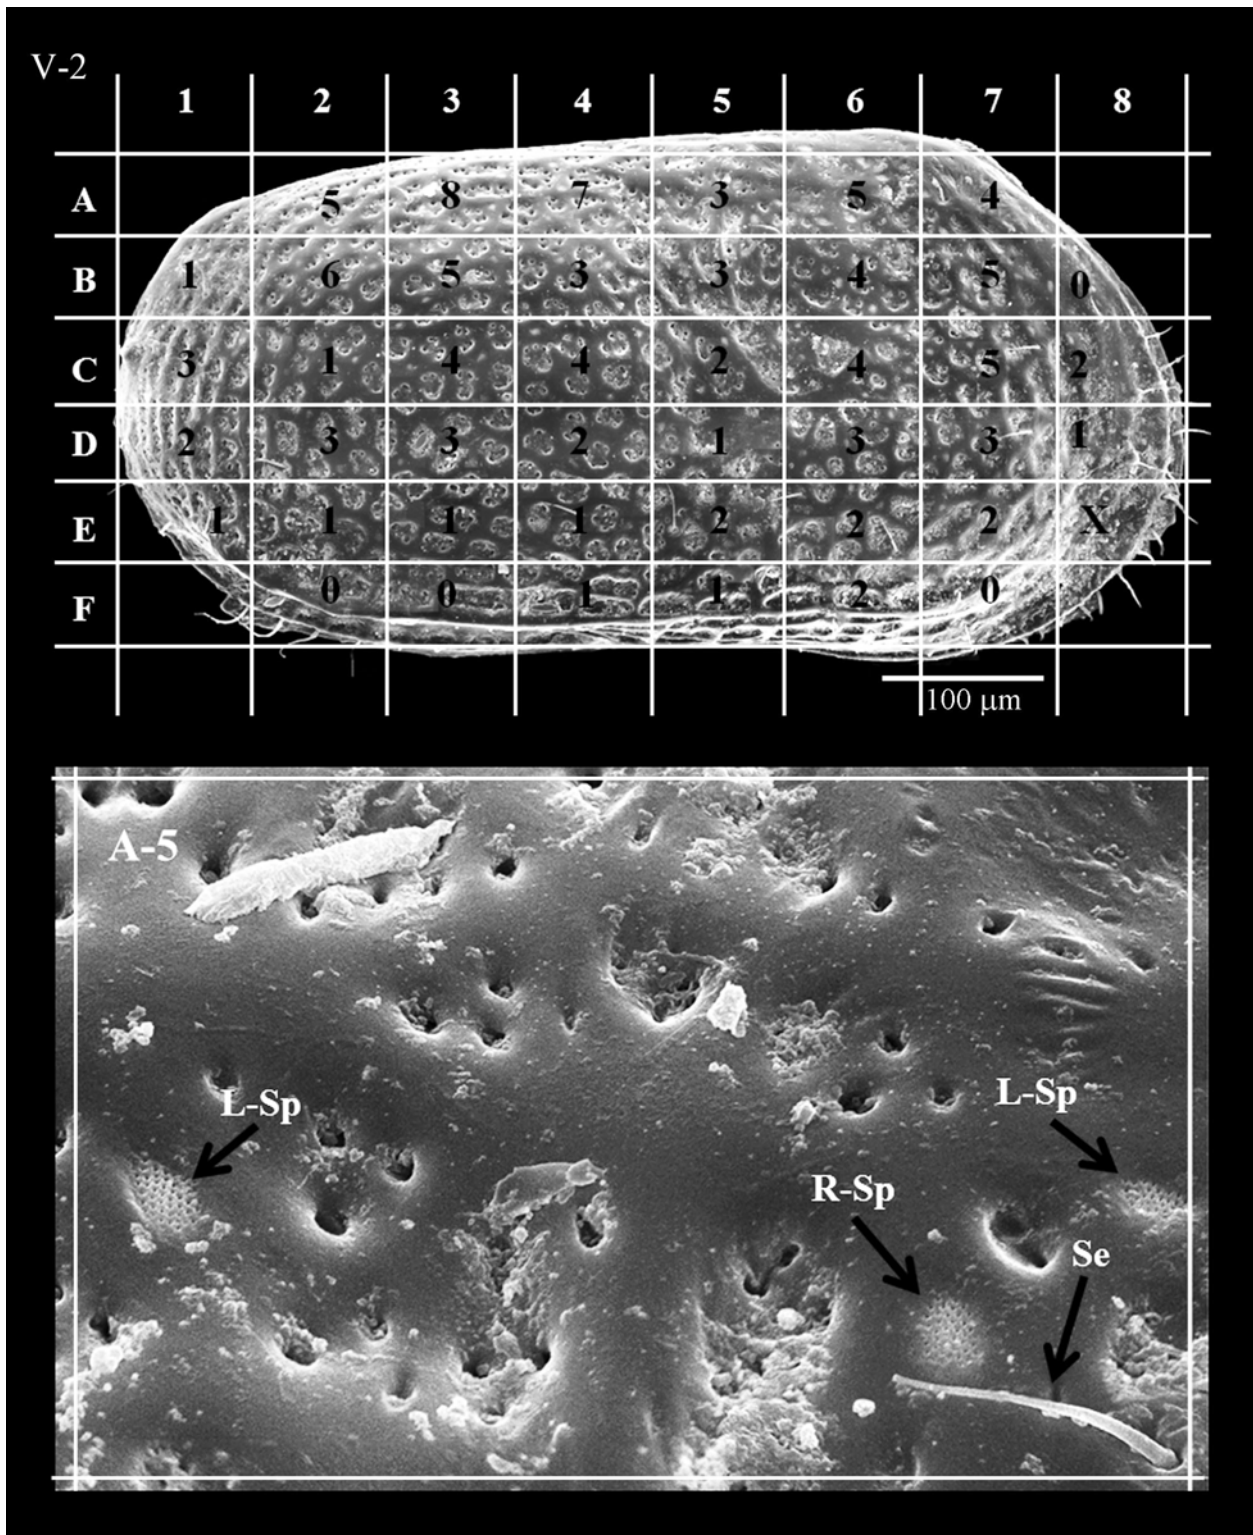 V-2
1 2 3 4 5 6 7 8
A 5 8 7 3 5 4
B 1 6 5 3 3 4 5 0
C 3 1 4 4 2 4 5 2
D 2 3 3 2 1 3 3 1
E 1 1 1 1 2 2 2 X
F 0 0 1 1 2 0
100 μm
A-5
L-Sp L-Sp
R-Sp
Se